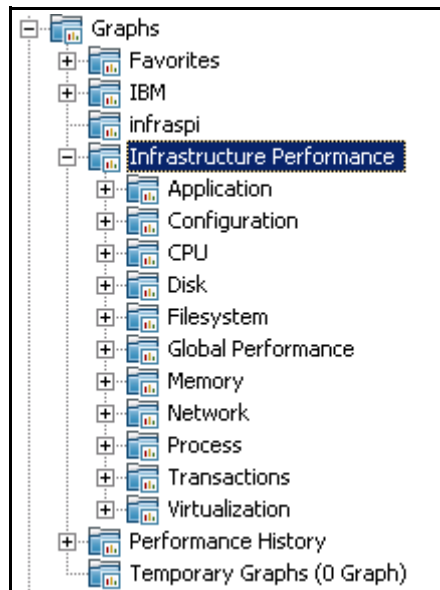 Graphs
Favorites
IBM
infraspi
Infrastructure Performance
Application
Configuration
CPU
Disk
Filesystem
Global Performance
Memory
Network
Process
Transactions
Virtualization
Performance History
Temporary Graphs (0 Graph)